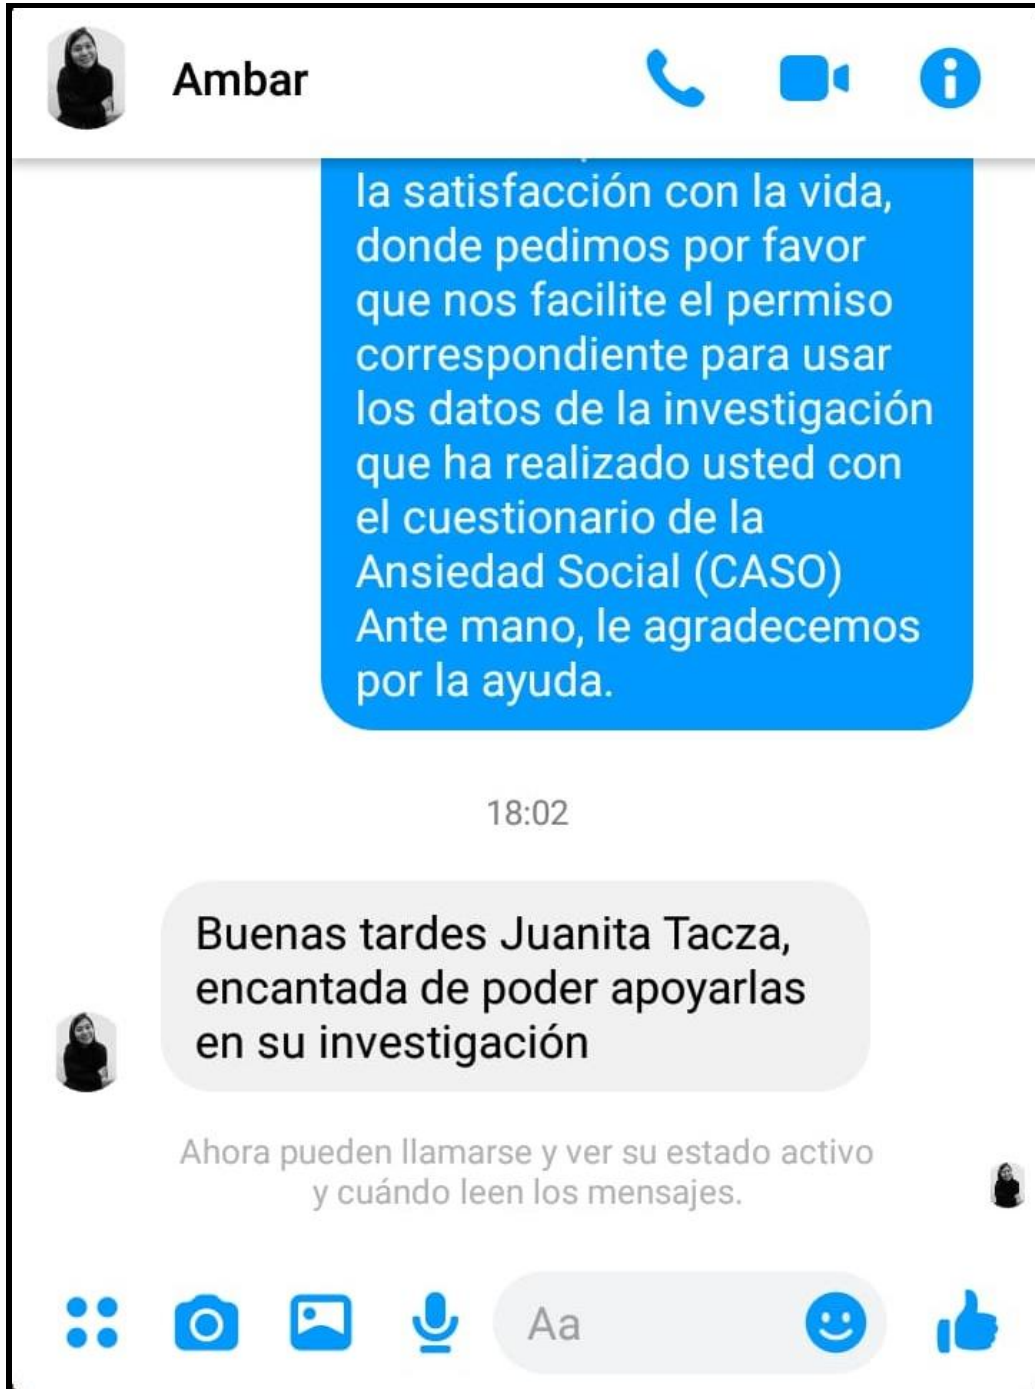 Ambar
la satisfacción con la vida,
donde pedimos por favor
que nos facilite el permiso
correspondiente para usar
los datos de la investigación
que ha realizado usted con
el cuestionario de la
Ansiedad Social (CASO)
Ante mano, le agradecemos
por la ayuda.
18:02
Buenas tardes Juanita Tacza,
encantada de poder apoyarlas
en su investigación
Ahora pueden llamarse y ver su estado activo
y cuándo leen los mensajes.
Aa